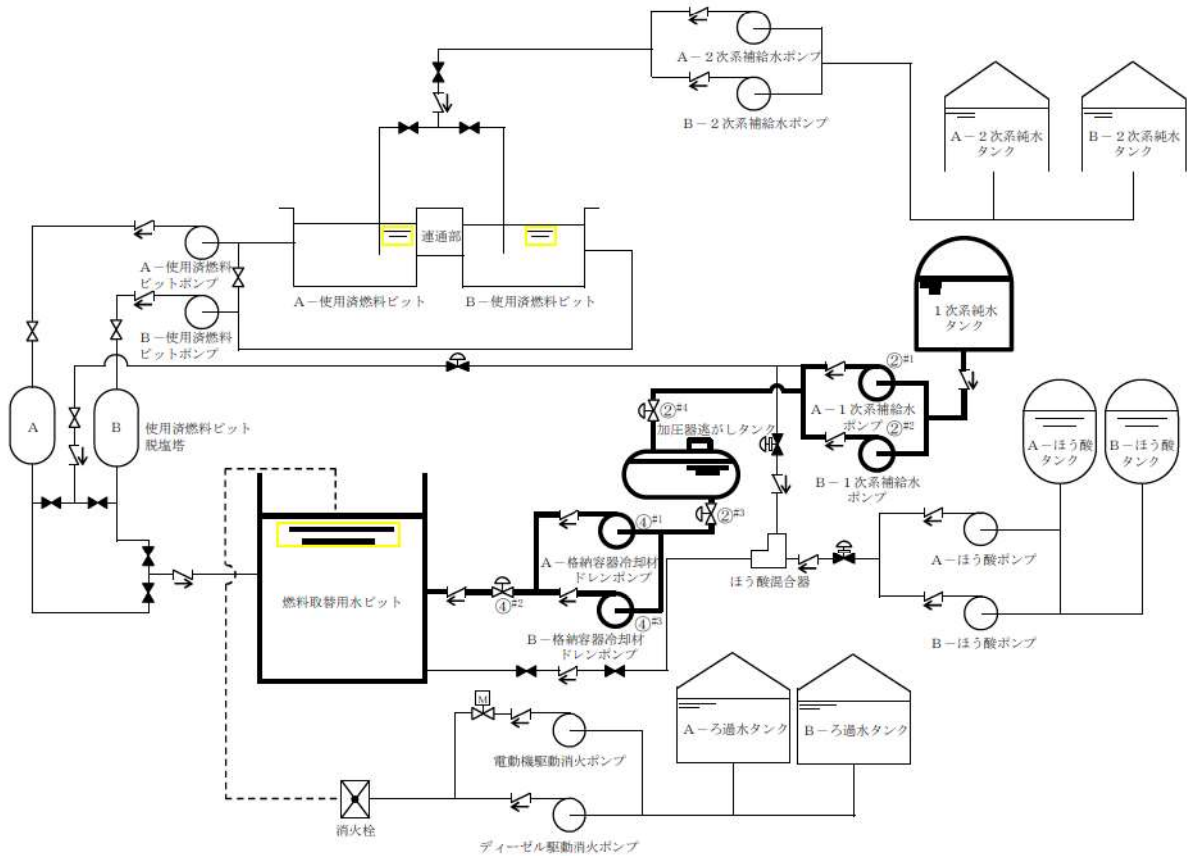 A－２次系補給水ポンプ
B－２次系補給水ポンプ
A－２次系純水
タンク
B－２次系純水
タンク
連通部
A－使用済燃料
ピットポンプ
A－使用済燃料ピット
B－使用済燃料ピット
B－使用済燃料
ピットポンプ
１次系純水
タンク
②#1
A－１次系補給水
ポンプ
②#2
B－１次系補給水
ポンプ
②#4
加圧器逃がしタンク
②#3
A
B
使用済燃料ピット
脱塩塔
A－ほう酸
タンク
B－ほう酸
タンク
④#1
A－格納容器冷却材
ドレンポンプ
④#2
④#3
B－格納容器冷却材
ドレンポンプ
ほう酸混合器
A－ほう酸ポンプ
B－ほう酸ポンプ
燃料取替用水ピット
M
電動機駆動消火ポンプ
A－ろ過水タンク
B－ろ過水タンク
消火栓
ディーゼル駆動消火ポンプ